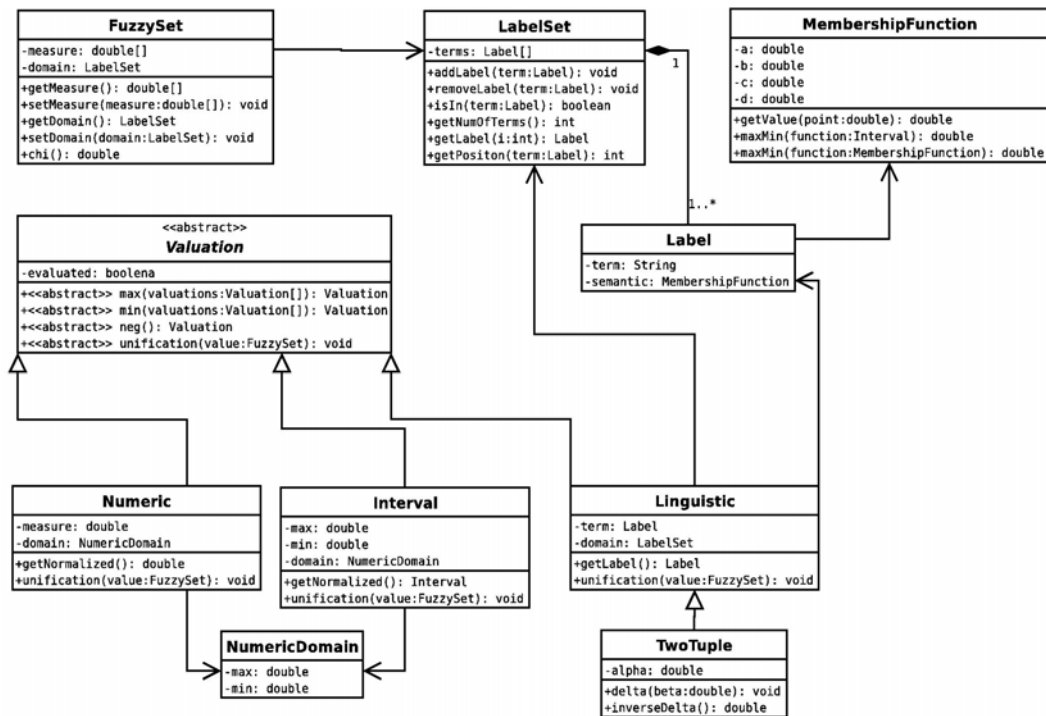 FuzzySet
-measure: double[]
-domain: LabelSet
+getMeasure(): double[]
+setMeasure(measure:double[]): void
+getDomain(): LabelSet
+setDomain(domain:LabelSet): void
+chi(): double
LabelSet
-terms: Label[]
+addLabel(term:Label): void
+removeLabel(term:Label): void
+isIn(term:Label): boolean
+getNumOfTerms(): int
+getLabel(i:int): Label
+getPositon(term:Label): int
1
1..*
MembershipFunction
-a: double
-b: double
-c: double
-d: double
+getValue(point:double): double
+maxMin(function:Interval): double
+maxMin(function:MembershipFunction): double
Label
-term: String
-semantic: MembershipFunction
<<abstract>>
Valuation
-evaluated: boolena
+<<abstract>> max(valuations:Valuation[]): Valuation
+<<abstract>> min(valuations:Valuation[]): Valuation
+<<abstract>> neg(): Valuation
+<<abstract>> unification(value:FuzzySet): void
Numeric
-measure: double
-domain: NumericDomain
+getNormalized(): double
+unification(value:FuzzySet): void
Interval
-max: double
-min: double
-domain: NumericDomain
+getNormalized(): Interval
+unification(value:FuzzySet): void
Linguistic
-term: Label
-domain: LabelSet
+getLabel(): Label
+unification(value:FuzzySet): void
NumericDomain
-max: double
-min: double
TwoTuple
-alpha: double
+delta(beta:double): void
+inverseDelta(): double